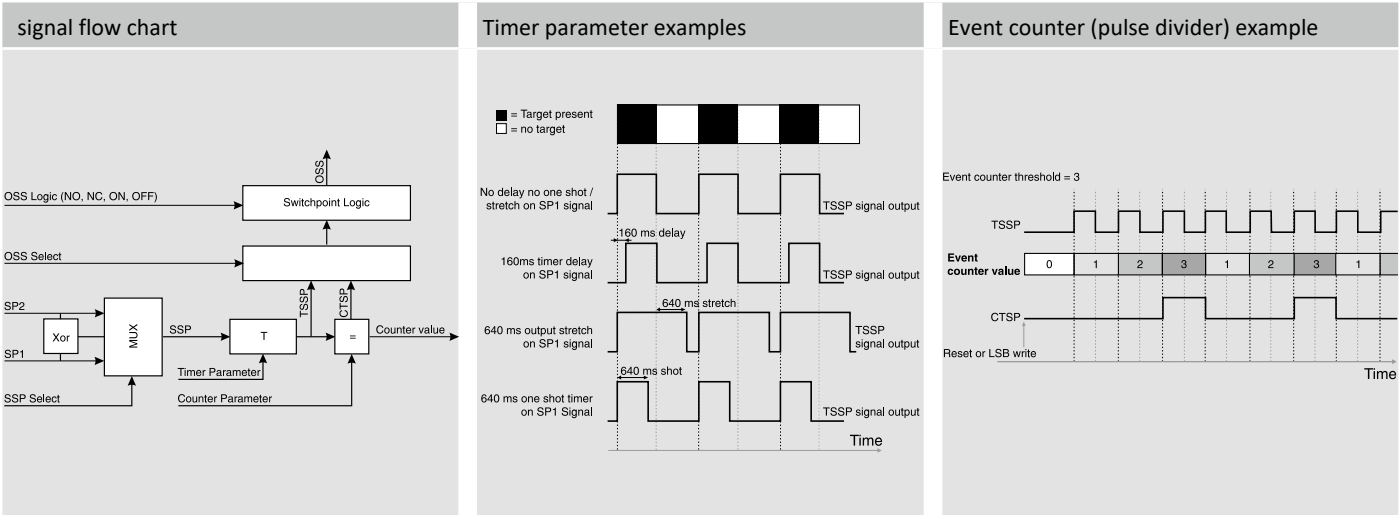 signal flow chart
OSS
OSS Logic (NO, NC, ON, OFF)
Switchpoint Logic
OSS Select
TSSP
CTSP
SP2
Xor
MUX
SSP
T
=
Counter value
SP1
Timer Parameter
SSP Select
Counter Parameter
Timer parameter examples
= Target present
= no target
No delay no one shot /
stretch on SP1 signal
TSSP signal output
160 ms delay
160ms timer delay
on SP1 signal
TSSP signal output
640 ms stretch
640 ms output stretch
on SP1 signal
TSSP
signal output
640 ms shot
640 ms one shot timer
on SP1 Signal
TSSP signal output
Time
Event counter (pulse divider) example
Event counter threshold = 3
TSSP
Event
counter value
0 1 2 3 1 2 3 1
CTSP
Reset or LSB write
Time